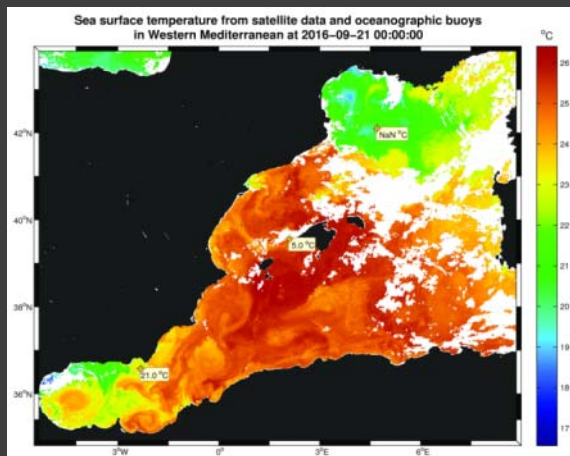 Sea surface temperature from satellite data and oceanographic buoys
in Western Mediterranean at 2016-09-21 00:00:00
°C
26
25
24
23
22
21
20
19
18
17
42°N
40°N
38°N
36°N
3°W
0°E
3°E
6°E
NaN °C
5.0 °C
21.0 °C